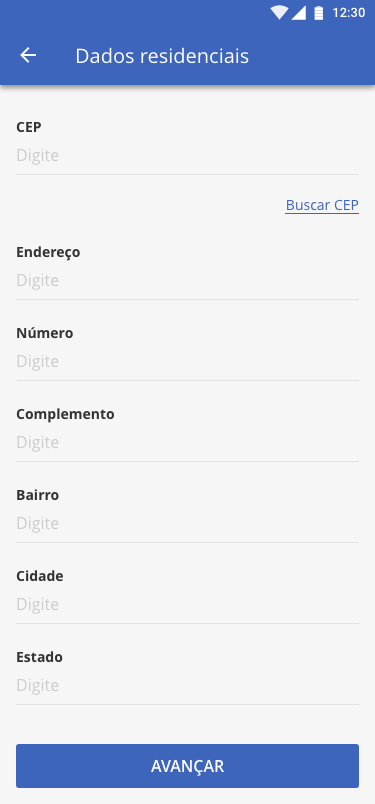 12:30
Dados residenciais
CEP
Digite
Buscar CEP
Endereço
Digite
Número
Digite
Complemento
Digite
Bairro
Digite
Cidade
Digite
Estado
Digite
AVANÇAR